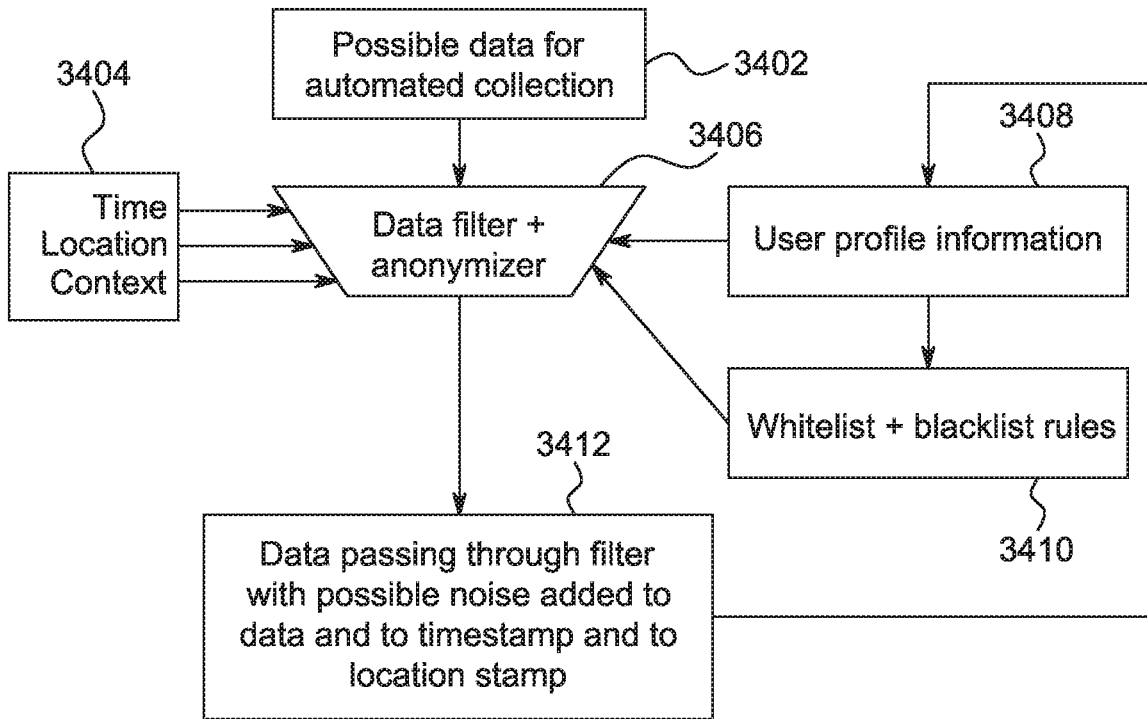 Possible data for
automated collection
3402
3404
3406
3408
Time
Location
Context
Data filter +
anonymizer
User profile information
Whitelist + blacklist rules
3410
3412
Data passing through filter
with possible noise added to
data and to timestamp and to
location stamp